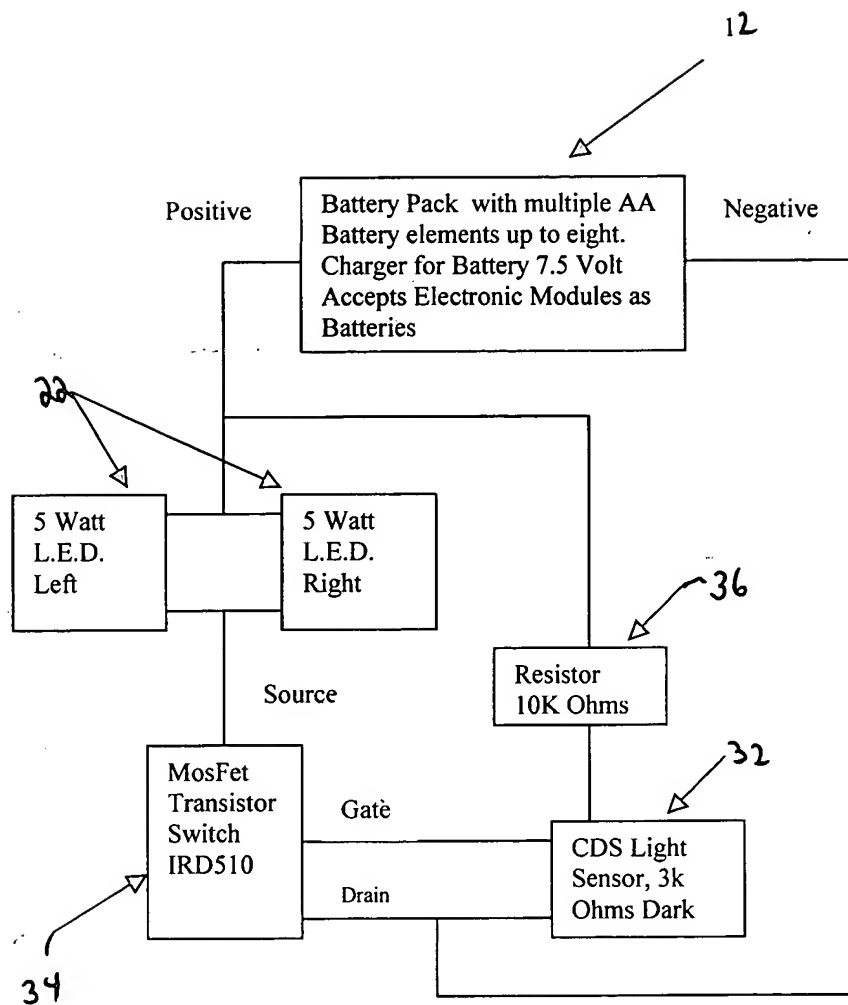 12
Positive
Battery Pack with multiple AA
Battery elements up to eight.
Charger for Battery 7.5 Volt
Accepts Electronic Modules as
Batteries
Negative
22
5 Watt
L.E.D.
Left
5 Watt
L.E.D.
Right
36
Resistor
10K Ohms
Source
32
MosFet
Transistor
Switch
IRD510
Gate
Drain
CDS Light
Sensor, 3k
Ohms Dark
34